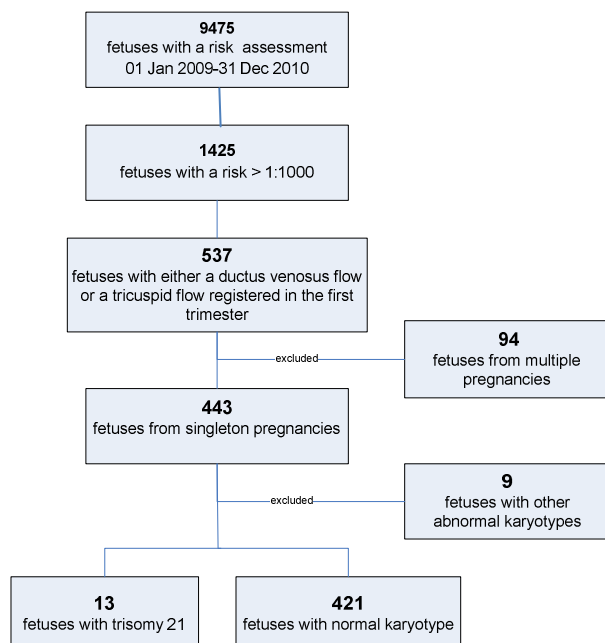 9475
fetuses with a risk assessment
01 Jan 2009-31 Dec 2010
1425
fetuses with a risk > 1:1000
537
fetuses with either a ductus venosus flow
or a tricuspid flow registered in the first
trimester
excluded
94
fetuses from multiple
pregnancies
443
fetuses from singleton pregnancies
excluded
9
fetuses with other
abnormal karyotypes
13
fetuses with trisomy 21
421
fetuses with normal karyotype